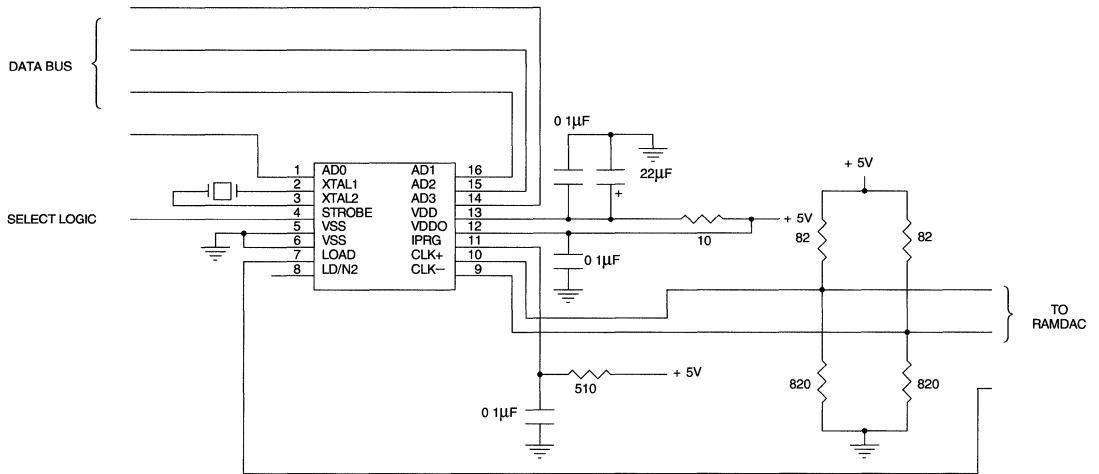 DATA BUS
SELECT LOGIC
1 AD0
2 XTAL1
3 XTAL2
4 STROBE
5 VSS
6 VSS
7 LOAD
8 LD/N2
AD1 16
AD2 15
AD3 14
VDD 13
VDDO 12
IPRG 11
CLK+ 10
CLK− 9
0 1µF
22µF
+
+ 5V
10
0 1µF
+ 5V
82
82
TO
RAMDAC
+ 5V
510
0 1µF
820
820